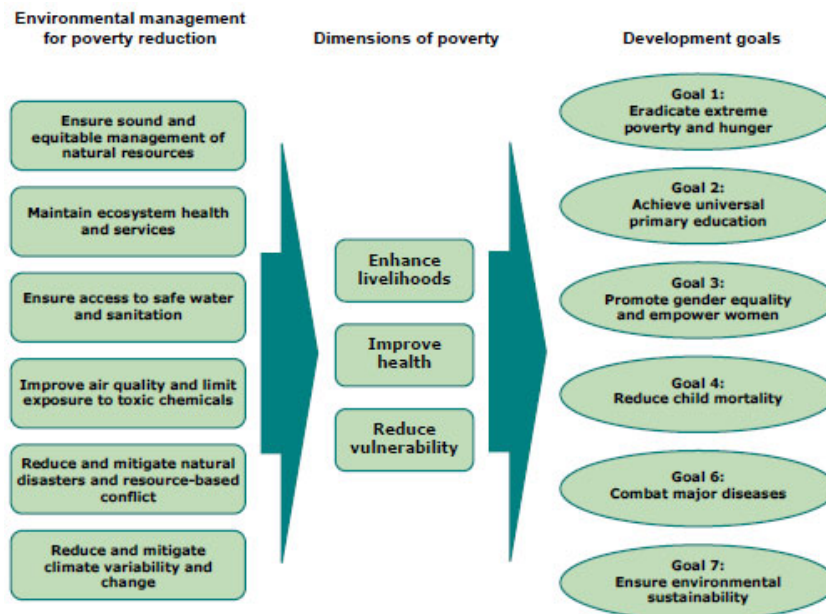 Environmental management
for poverty reduction
Dimensions of poverty
Development goals
Ensure sound and
equitable management of
natural resources
Maintain ecosystem health
and services
Ensure access to safe water
and sanitation
Improve air quality and limit
exposure to toxic chemicals
Reduce and mitigate natural
disasters and resource-based
conflict
Reduce and mitigate
climate variability and
change
Enhance
livelihoods
Improve
health
Reduce
vulnerability
Goal 1:
Eradicate extreme
poverty and hunger
Goal 2:
Achieve universal
primary education
Goal 3:
Promote gender equality
and empower women
Goal 4:
Reduce child mortality
Goal 6:
Combat major diseases
Goal 7:
Ensure environmental
sustainability